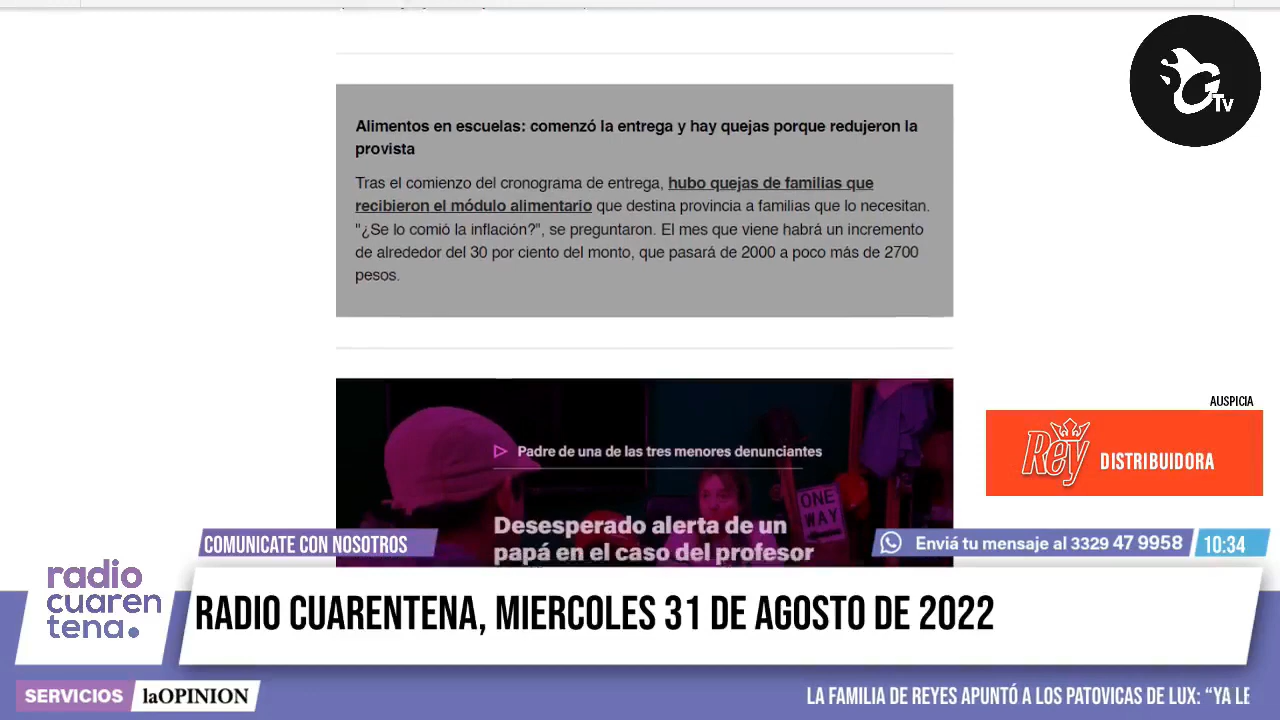 Alimentos en escuelas: comenzó la entrega y hay quejas porque redujeron la
provista
Tras el comienzo del cronograma de entrega, hubo quejas de familias que
recibieron el módulo alimentario que destina provincia a familias que lo necesitan.
"¿Se lo comió la inflación?", se preguntaron. El mes que viene habrá un incremento
de alrededor del 30 por ciento del monto, que pasará de 2000 a poco más de 2700
pesos.
G Tv
AUSPICIA
Rey DISTRIBUIDORA
Padre de una de las tres menores denunciantes
ONE
WAY
Desesperado alerta de un
papá en el caso del profesor
COMUNICATE CON NOSOTROS
Enviá tu mensaje al 3329 47 9958
10:34
radio
cuaren
tena.
RADIO CUARENTENA, MIERCOLES 31 DE AGOSTO DE 2022
SERVICIOS laOPINION
LA FAMILIA DE REYES APUNTÓ A LOS PATOVICAS DE LUX: “YA LE